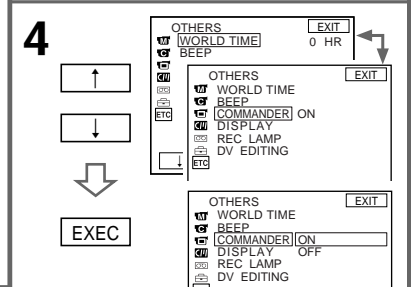 4
↑
↓
EXEC
OTHERS EXIT
WORLD TIME 0 HR
BEEP
ETC
↓
OTHERS EXIT
WORLD TIME
BEEP
COMMANDER ON
DISPLAY
REC LAMP
DV EDITING
ETC
OTHERS EXIT
WORLD TIME
BEEP
COMMANDER ON
DISPLAY OFF
REC LAMP
DV EDITING